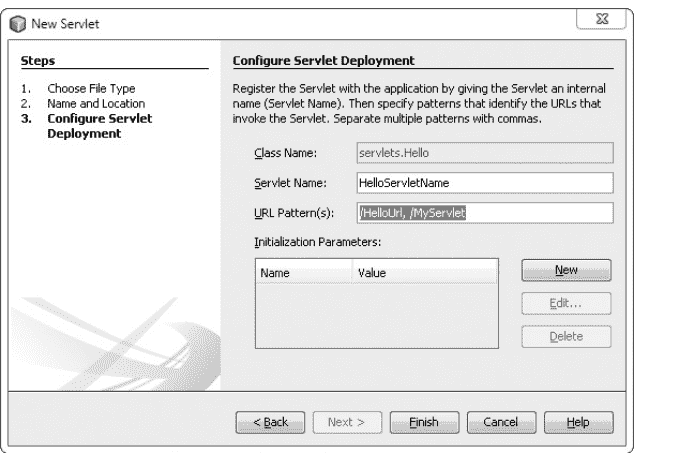 New Servlet
Steps
1. Choose File Type
2. Name and Location
3. Configure Servlet
Deployment
Configure Servlet Deployment
Register the Servlet with the application by giving the Servlet an internal
name (Servlet Name). Then specify patterns that identify the URLs that
invoke the Servlet. Separate multiple patterns with commas.
Class Name: servlets.Hello
Servlet Name: HelloServletName
URL Pattern(s): /HelloUrl, /MyServlet
Initialization Parameters:
Name Value
New
Edit...
Delete
< Back Next > Finish Cancel Help